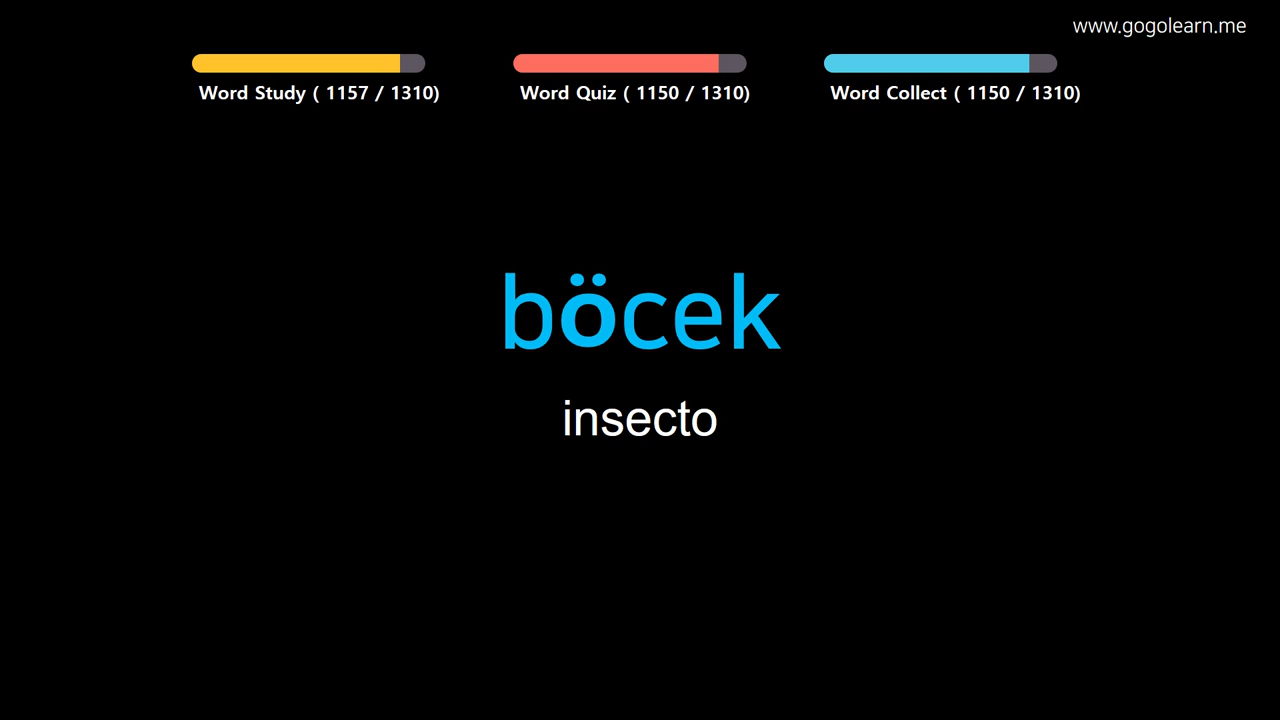 www.gogolearn.me
Word Study ( 1157 / 1310)
Word Quiz ( 1150 / 1310)
Word Collect ( 1150 / 1310)
böcek
insecto